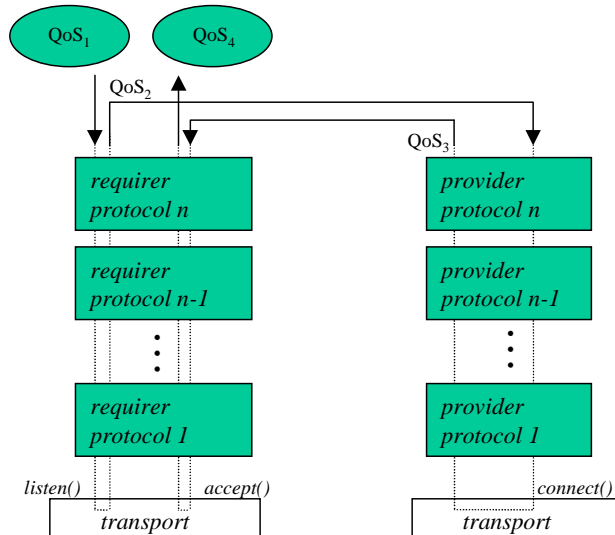 QoS₁
QoS₄
QoS₂
QoS₃
requirer
protocol n
provider
protocol n
requirer
protocol n-1
provider
protocol n-1
requirer
protocol 1
provider
protocol 1
listen()
accept()
connect()
transport
transport